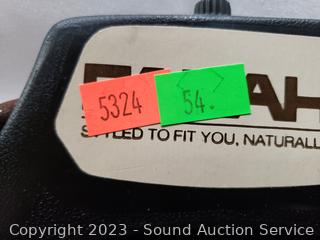 5324 54.
STYLED TO FIT YOU, NATURALL
Copyright 2023 - Sound Auction Service